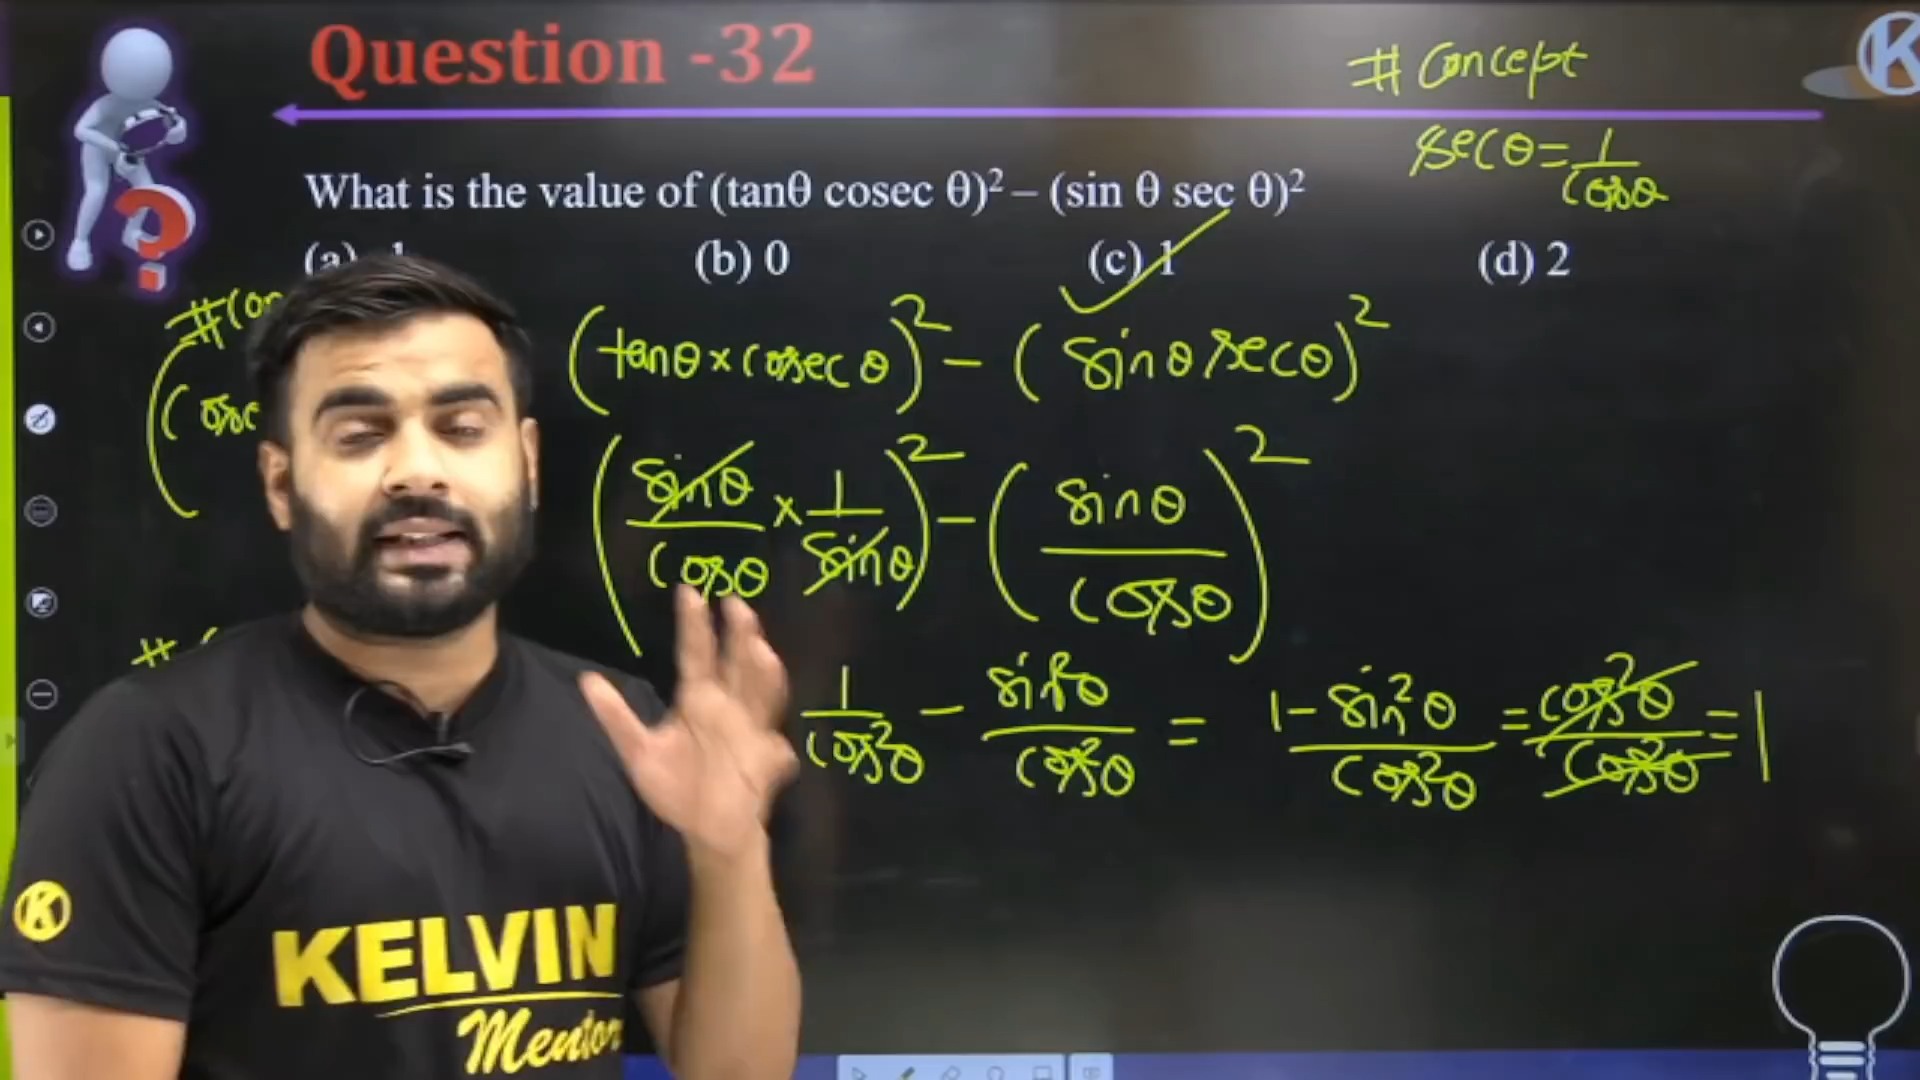 Question -32
# Concept
secθ = 1/cosθ
What is the value of (tanθ cosec θ)² – (sin θ sec θ)²
(b) 0 (c) 1 (d) 2
(tanθ × cosec θ)² – (sinθ secθ)²
(sinθ/cosθ × 1/sinθ)² – (sinθ/cosθ)²
1/cos²θ – sin²θ/cos²θ = 1 – sin²θ/cos²θ = cos²θ/cos²θ = 1
K
K
KELVIN
Mentor